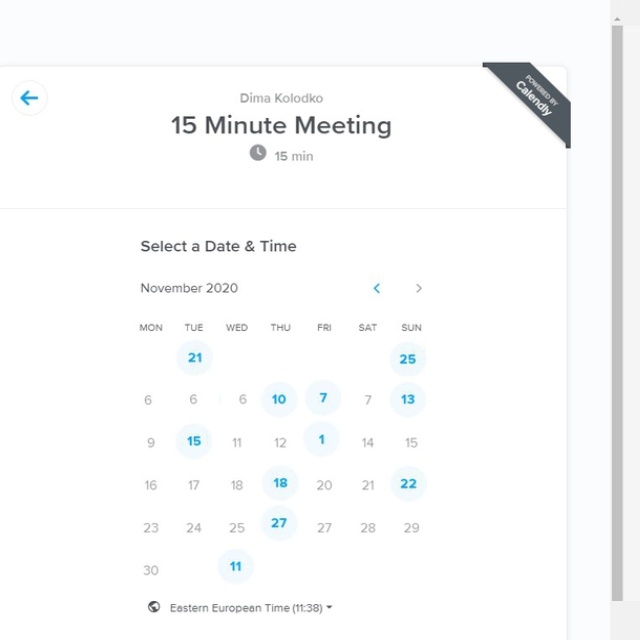 POWERED BY
Calendly
Dima Kolodko
15 Minute Meeting
15 min
Select a Date & Time
November 2020
MON TUE WED THU FRI SAT SUN
21 25
6 6 6 10 7 7 13
9 15 11 12 1 14 15
16 17 18 18 20 21 22
23 24 25 27 27 28 29
30 11
Eastern European Time (11:38)